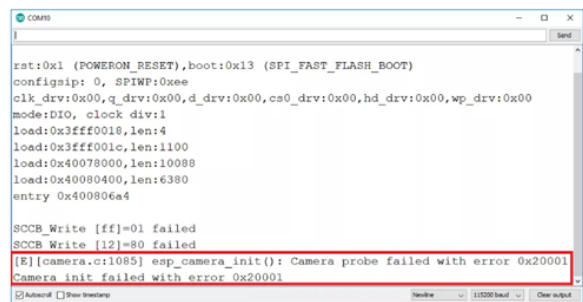 COM10
Send
rst:0x1 (POWERON_RESET),boot:0x13 (SPI_FAST_FLASH_BOOT)
configsip: 0, SPIWP:0xee
clk_drv:0x00,q_drv:0x00,d_drv:0x00,cs0_drv:0x00,hd_drv:0x00,wp_drv:0x00
mode:DIO, clock div:1
load:0x3fff0018,len:4
load:0x3fff001c,len:1100
load:0x40078000,len:10088
load:0x40080400,len:6380
entry 0x400806a4
SCCB_Write [ff]=01 failed
SCCB Write [12]=80 failed
[E][camera.c:1085] esp_camera_init(): Camera probe failed with error 0x20001
Camera init failed with error 0x20001
Autoscroll Show timestamp Newline 115200 baud Clear output